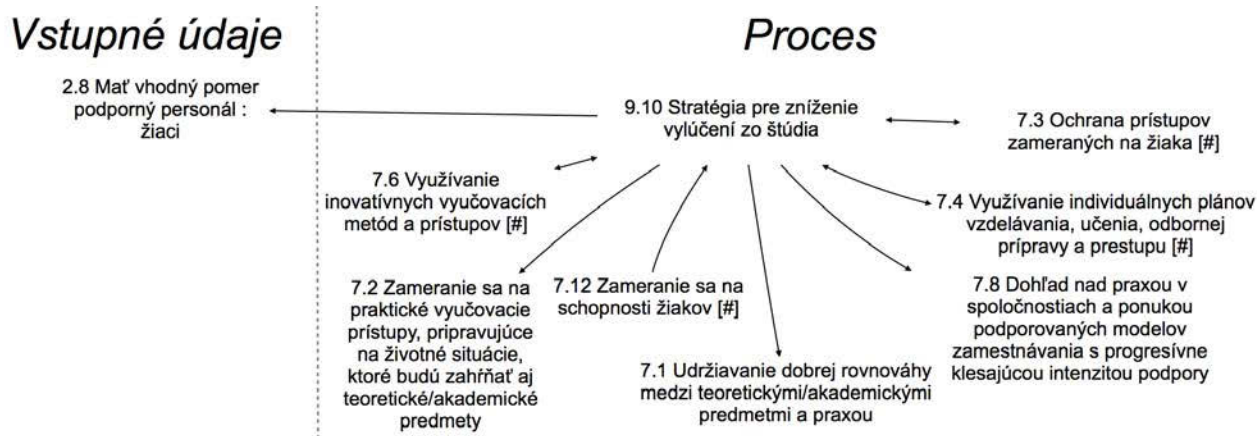 Vstupné údaje
Proces
2.8 Mať vhodný pomer
podporný personál :
žiaci
9.10 Stratégia pre zníženie
vylúčení zo štúdia
7.3 Ochrana prístupov
zameraných na žiaka [#]
7.6 Využívanie
inovatívnych vyučovacích
metód a prístupov [#]
7.4 Využívanie individuálnych plánov
vzdelávania, učenia, odbornej
prípravy a prestupu [#]
7.2 Zameranie sa na
praktické vyučovacie
prístupy, pripravujúce
na životné situácie,
ktoré budú zahŕňať aj
teoretické/akademické
predmety
7.12 Zameranie sa na
schopnosti žiakov [#]
7.8 Dohľad nad praxou v
spoločnostiach a ponukou
podporovaných modelov
zamestnávania s progresívne
klesajúcou intenzitou podpory
7.1 Udržiavanie dobrej rovnováhy
medzi teoretickými/akademickými
predmetmi a praxou